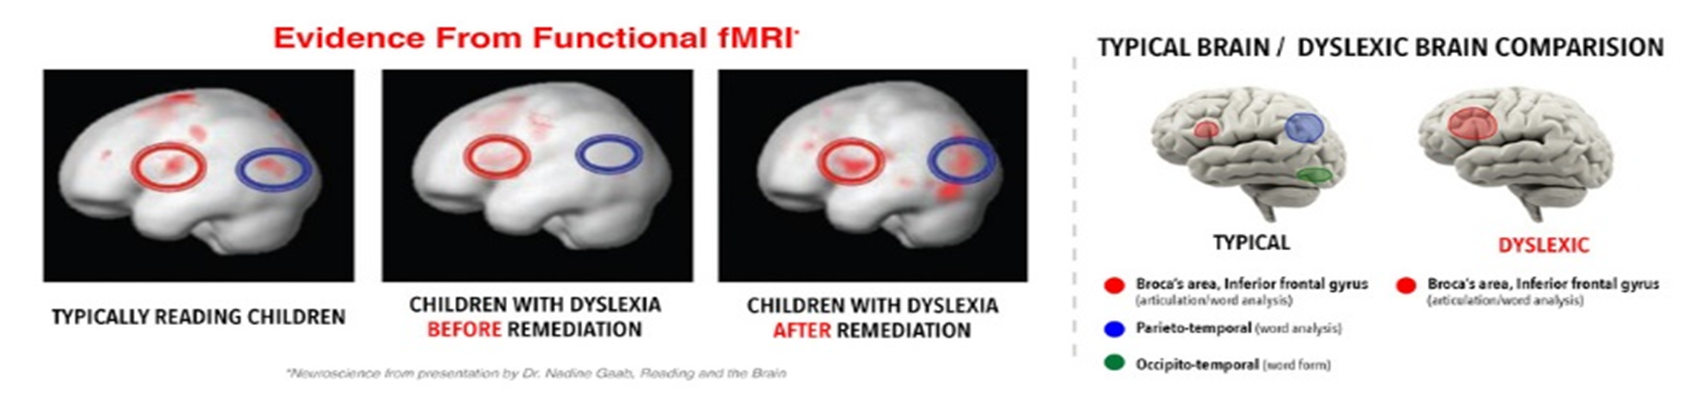 Evidence From Functional fMRI*
TYPICALLY READING CHILDREN
CHILDREN WITH DYSLEXIA
BEFORE REMEDIATION
CHILDREN WITH DYSLEXIA
AFTER REMEDIATION
*Neuroscience from presentation by Dr. Nadine Gaab, Reading and the Brain
TYPICAL BRAIN / DYSLEXIC BRAIN COMPARISION
TYPICAL
Broca's area, Inferior frontal gyrus
(articulation/word analysis)
Parieto-temporal (word analysis)
Occipito-temporal (word form)
DYSLEXIC
Broca's area, Inferior frontal gyrus
(articulation/word analysis)